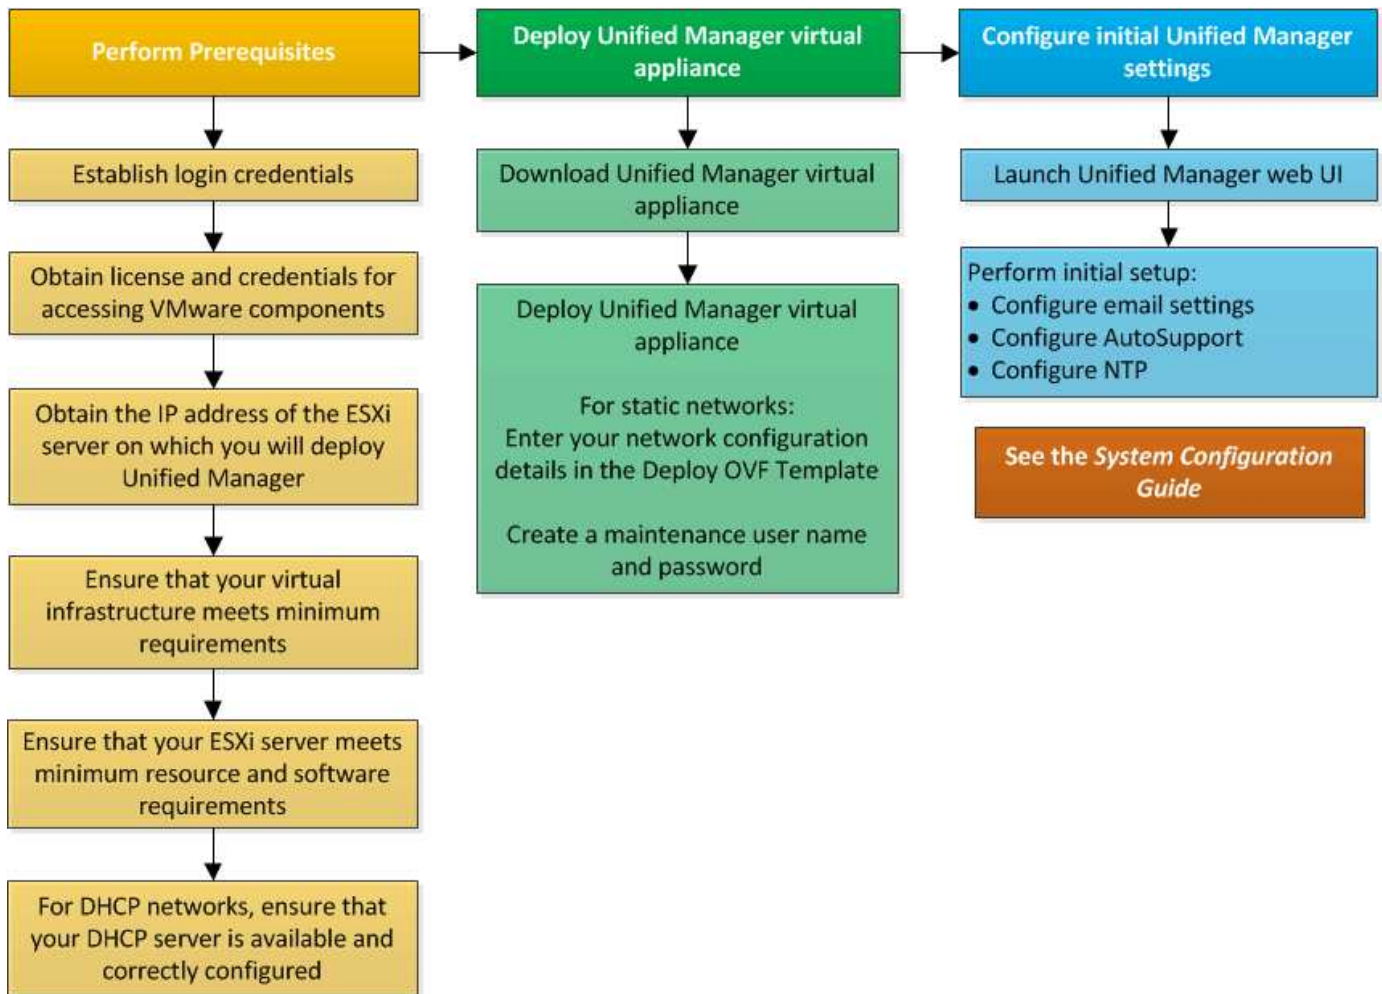 Perform Prerequisites
Establish login credentials
Obtain license and credentials for
accessing VMware components
Obtain the IP address of the ESXi
server on which you will deploy
Unified Manager
Ensure that your virtual
infrastructure meets minimum
requirements
Ensure that your ESXi server meets
minimum resource and software
requirements
For DHCP networks, ensure that
your DHCP server is available and
correctly configured
Deploy Unified Manager virtual
appliance
Download Unified Manager virtual
appliance
Deploy Unified Manager virtual
appliance
For static networks:
Enter your network configuration
details in the Deploy OVF Template
Create a maintenance user name
and password
Configure initial Unified Manager
settings
Launch Unified Manager web UI
Perform initial setup:
• Configure email settings
• Configure AutoSupport
• Configure NTP
See the System Configuration
Guide